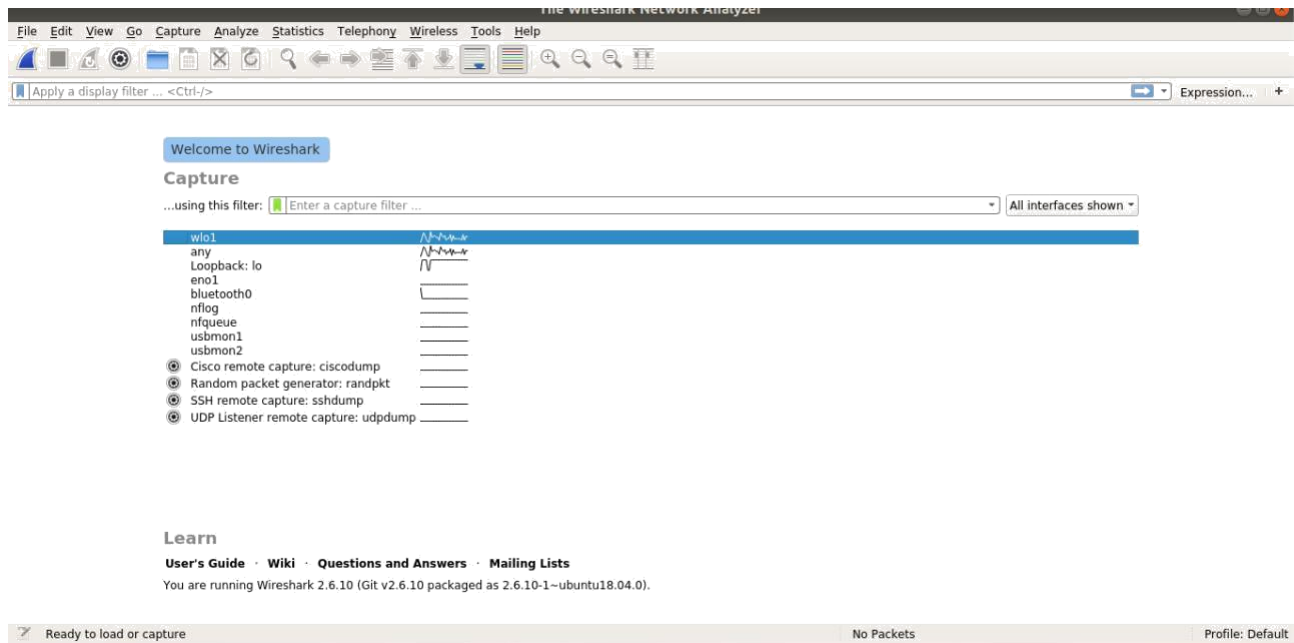 The Wireshark Network Analyzer
File Edit View Go Capture Analyze Statistics Telephony Wireless Tools Help
Apply a display filter ... <Ctrl-/> Expression... +
Welcome to Wireshark
Capture
...using this filter: Enter a capture filter ... All interfaces shown
wlo1
any
Loopback: lo
eno1
bluetooth0
nflog
nfqueue
usbmon1
usbmon2
Cisco remote capture: ciscodump
Random packet generator: randpkt
SSH remote capture: sshdump
UDP Listener remote capture: udpdump
Learn
User's Guide · Wiki · Questions and Answers · Mailing Lists
You are running Wireshark 2.6.10 (Git v2.6.10 packaged as 2.6.10-1~ubuntu18.04.0).
Ready to load or capture No Packets Profile: Default